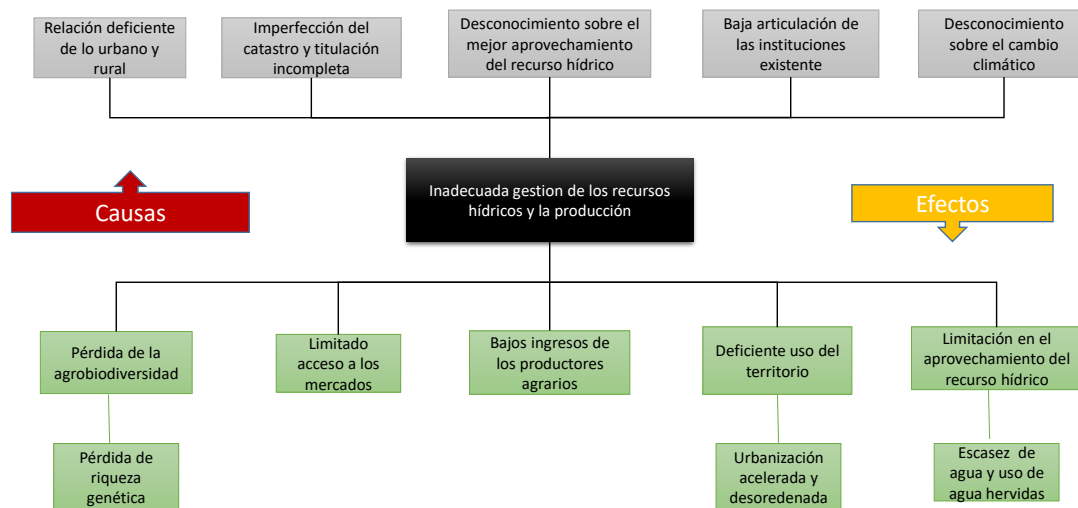 Relación deficiente
de lo urbano y
rural
Imperfección del
catastro y titulación
incompleta
Desconocimiento sobre el
mejor aprovechamiento
del recurso hídrico
Baja articulación de
las instituciones
existente
Desconocimiento
sobre el cambio
climático
Causas
Inadecuada gestion de los recursos
hídricos y la producción
Efectos
Pérdida de la
agrobiodiversidad
Limitado
acceso a los
mercados
Bajos ingresos de
los productores
agrarios
Deficiente uso del
territorio
Limitación en el
aprovechamiento del
recurso hídrico
Pérdida de
riqueza
genética
Urbanización
acelerada y
desoredenada
Escasez de
agua y uso de
agua hervidas